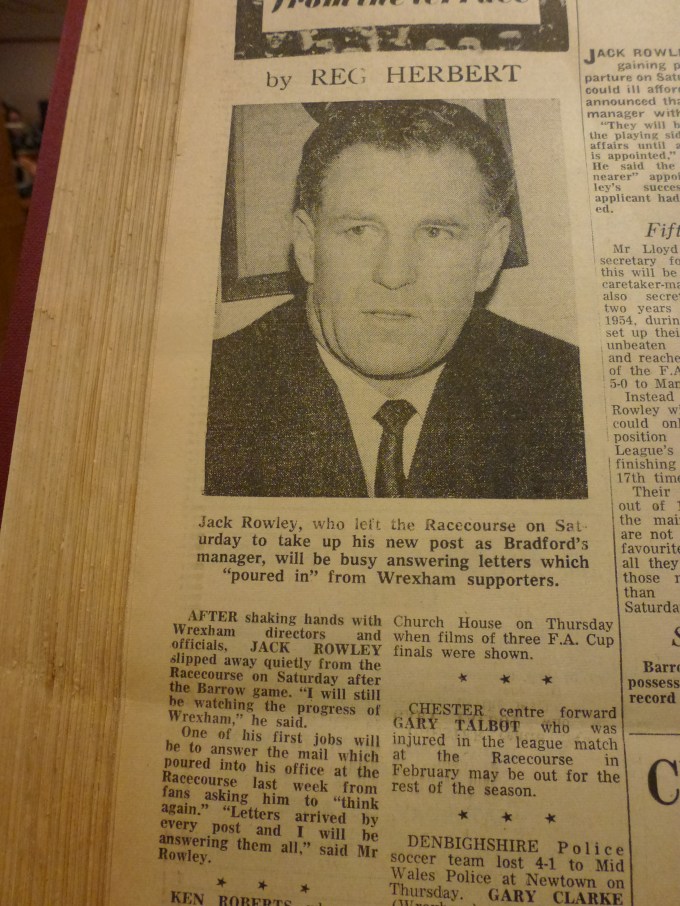 from the terrace
by REG HERBERT
Jack Rowley, who left the Racecourse on Sat-
urday to take up his new post as Bradford's
manager, will be busy answering letters which
"poured in" from Wrexham supporters.
AFTER shaking hands with
Wrexham directors and
officials, JACK ROWLEY
slipped away quietly from the
Racecourse on Saturday after
the Barrow game. "I will still
be watching the progress of
Wrexham," he said.
One of his first jobs will
be to answer the mail which
poured into his office at the
Racecourse last week from
fans asking him to "think
again." "Letters arrived by
every post and I will be
answering them all," said Mr
Rowley.
KEN ROBERTS
Church House on Thursday
when films of three F.A. Cup
finals were shown.
CHESTER centre forward
GARY TALBOT who was
injured in the league match
at the Racecourse in
February may be out for the
rest of the season.
DENBIGHSHIRE Police
soccer team lost 4-1 to Mid
Wales Police at Newtown on
Thursday. GARY CLARKE
JACK ROWL
gaining p
parture on Satu
could ill affor
announced tha
manager with
"They will b
the playing sid
affairs until a
is appointed,"
He said the
nearer" appoi
ley's succes
applicant had
ed.
Fift
Mr Lloyd
secretary fo
this will be
caretaker-ma
also secre
two years
1954, durin
set up thei
unbeaten
and reache
of the F.A
5-0 to Man
Instead
Rowley wi
could onl
position
League's
finishing
17th time
Their
out of
the mai
are not
favourite
all they
those m
than
Saturda
S
Barro
possess
record
C